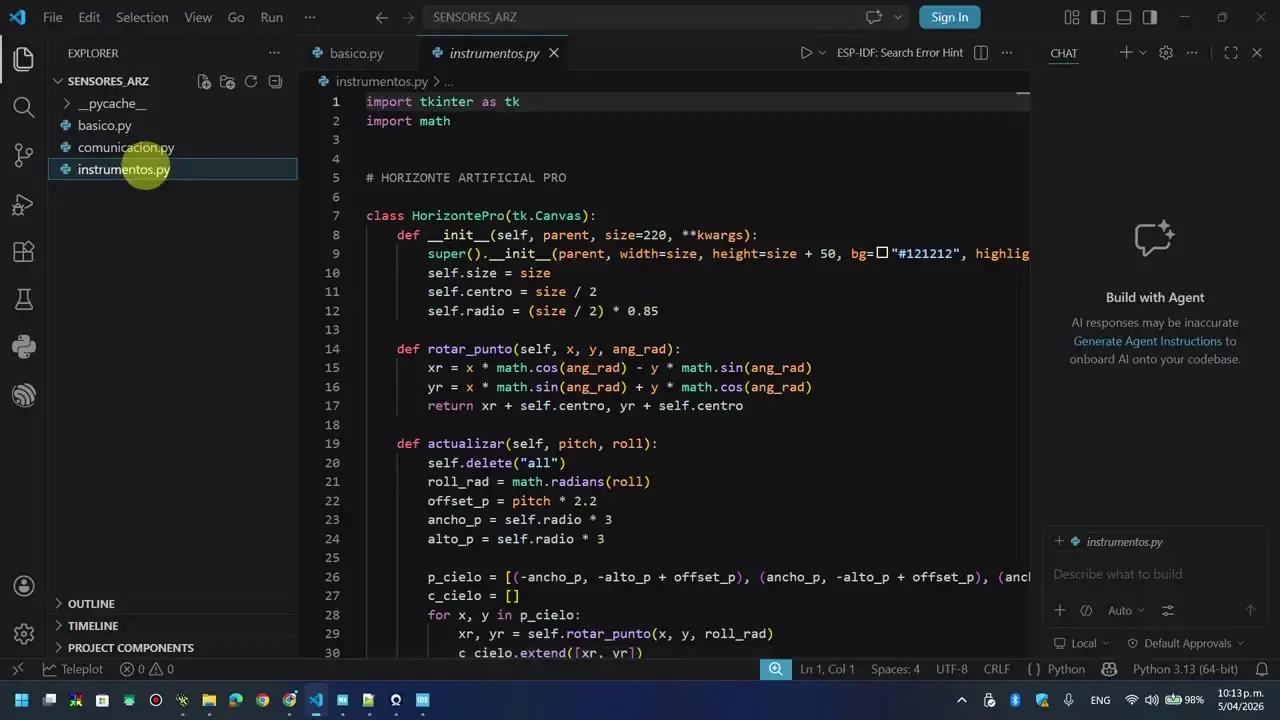 File Edit Selection View Go Run ··· SENSORES_ARZ Sign In
EXPLORER ···
SENSORES_ARZ
__pycache__
basico.py
comunicacion.py
instrumentos.py
OUTLINE
TIMELINE
PROJECT COMPONENTS
basico.py instrumentos.py ESP-IDF: Search Error Hint ···
instrumentos.py > ...
1 import tkinter as tk
2 import math
3
4
5 # HORIZONTE ARTIFICIAL PRO
6
7 class HorizontePro(tk.Canvas):
8 def __init__(self, parent, size=220, **kwargs):
9 super().__init__(parent, width=size, height=size + 50, bg="#121212", highlig
10 self.size = size
11 self.centro = size / 2
12 self.radio = (size / 2) * 0.85
13
14 def rotar_punto(self, x, y, ang_rad):
15 xr = x * math.cos(ang_rad) - y * math.sin(ang_rad)
16 yr = x * math.sin(ang_rad) + y * math.cos(ang_rad)
17 return xr + self.centro, yr + self.centro
18
19 def actualizar(self, pitch, roll):
20 self.delete("all")
21 roll_rad = math.radians(roll)
22 offset_p = pitch * 2.2
23 ancho_p = self.radio * 3
24 alto_p = self.radio * 3
25
26 p_cielo = [(-ancho_p, -alto_p + offset_p), (ancho_p, -alto_p + offset_p), (anc
27 c_cielo = []
28 for x, y in p_cielo:
29 xr, yr = self.rotar_punto(x, y, roll_rad)
30 c_cielo.extend([xr, yr])
CHAT ···
Build with Agent
AI responses may be inaccurate
Generate Agent Instructions to
onboard AI onto your codebase.
instrumentos.py
Describe what to build
Auto
Local Default Approvals
Teleplot 0 0 Ln 1, Col 1 Spaces: 4 UTF-8 CRLF { } Python Python 3.13 (64-bit)
ENG 98% 10:13 p.m.
5/04/2026